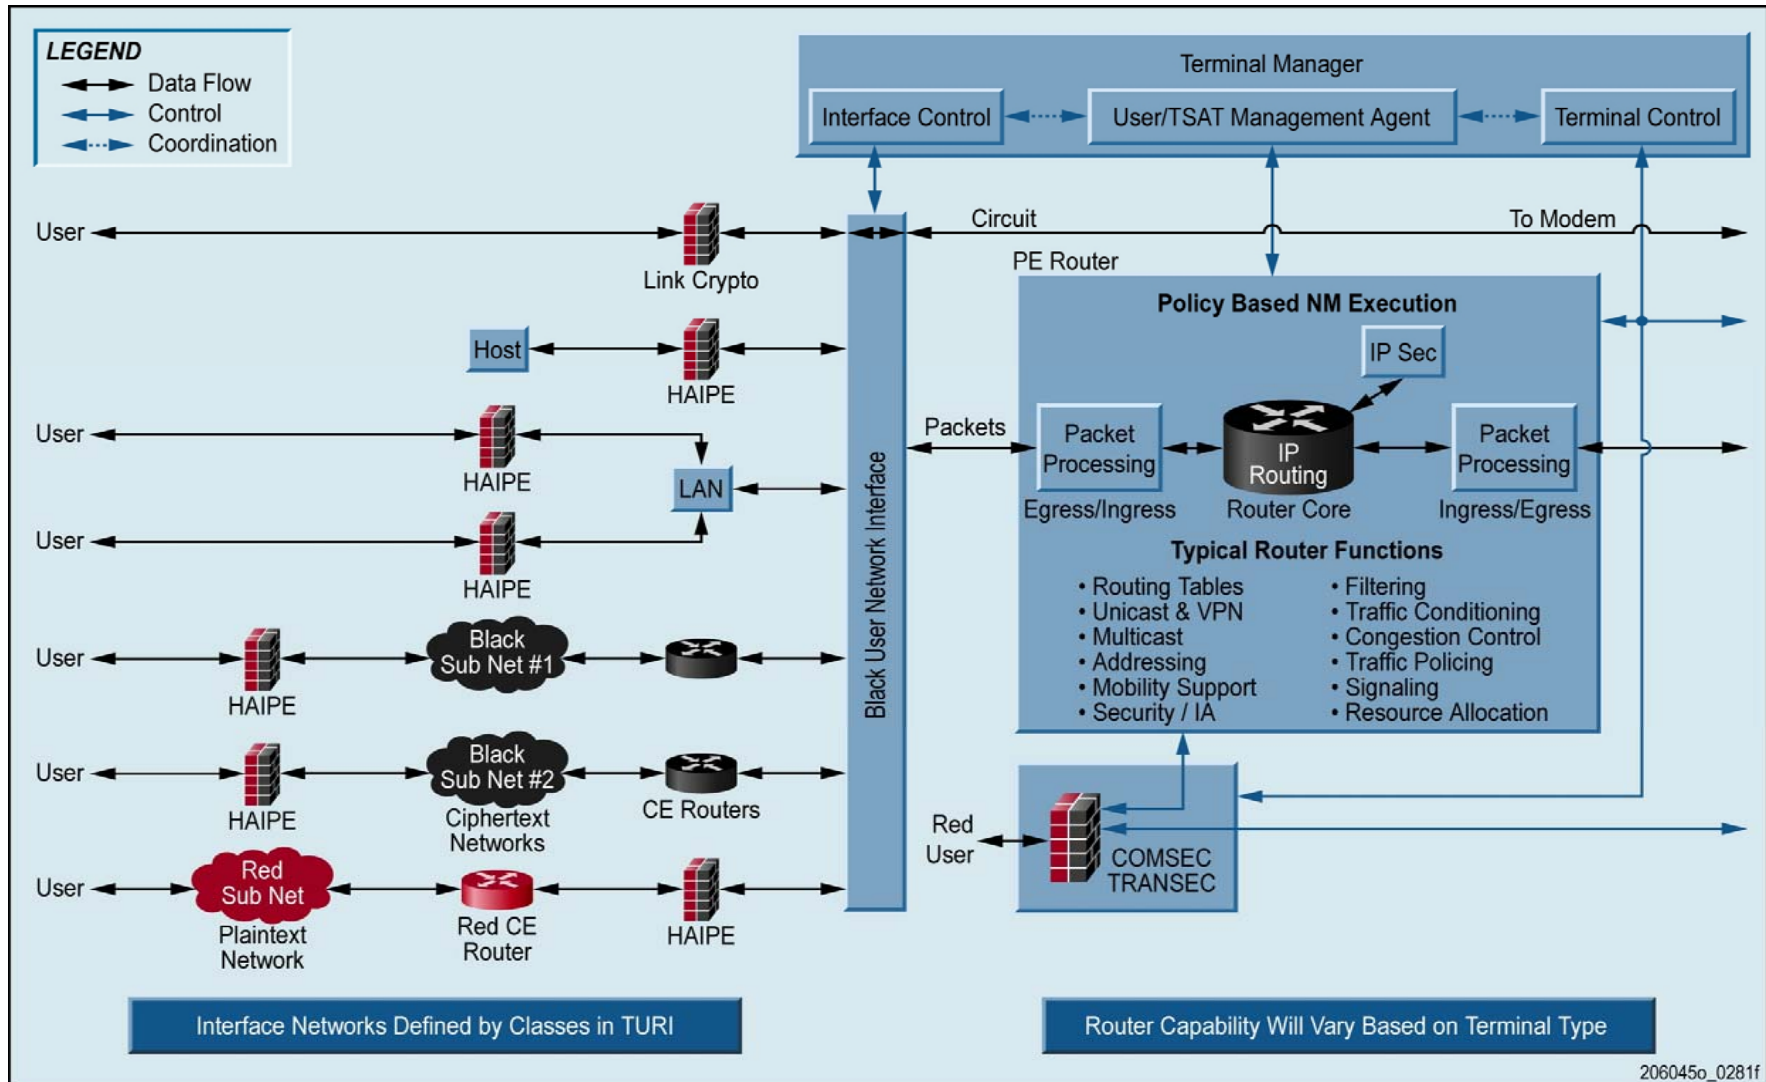 LEGEND
Data Flow
Control
Coordination
Terminal Manager
Interface Control
User/TSAT Management Agent
Terminal Control
User
Link Crypto
Circuit
To Modem
Host
HAIPE
User
HAIPE
LAN
User
HAIPE
User
HAIPE
Black
Sub Net #1
User
HAIPE
Black
Sub Net #2
Ciphertext
Networks
CE Routers
User
Red
Sub Net
Plaintext
Network
Red CE
Router
HAIPE
Black User Network Interface
Packets
PE Router
Policy Based NM Execution
IP Sec
Packet
Processing
Egress/Ingress
IP
Routing
Router Core
Packet
Processing
Ingress/Egress
Typical Router Functions
• Routing Tables
• Unicast & VPN
• Multicast
• Addressing
• Mobility Support
• Security / IA
• Filtering
• Traffic Conditioning
• Congestion Control
• Traffic Policing
• Signaling
• Resource Allocation
Red
User
COMSEC
TRANSEC
Interface Networks Defined by Classes in TURI
Router Capability Will Vary Based on Terminal Type
206045o_0281f